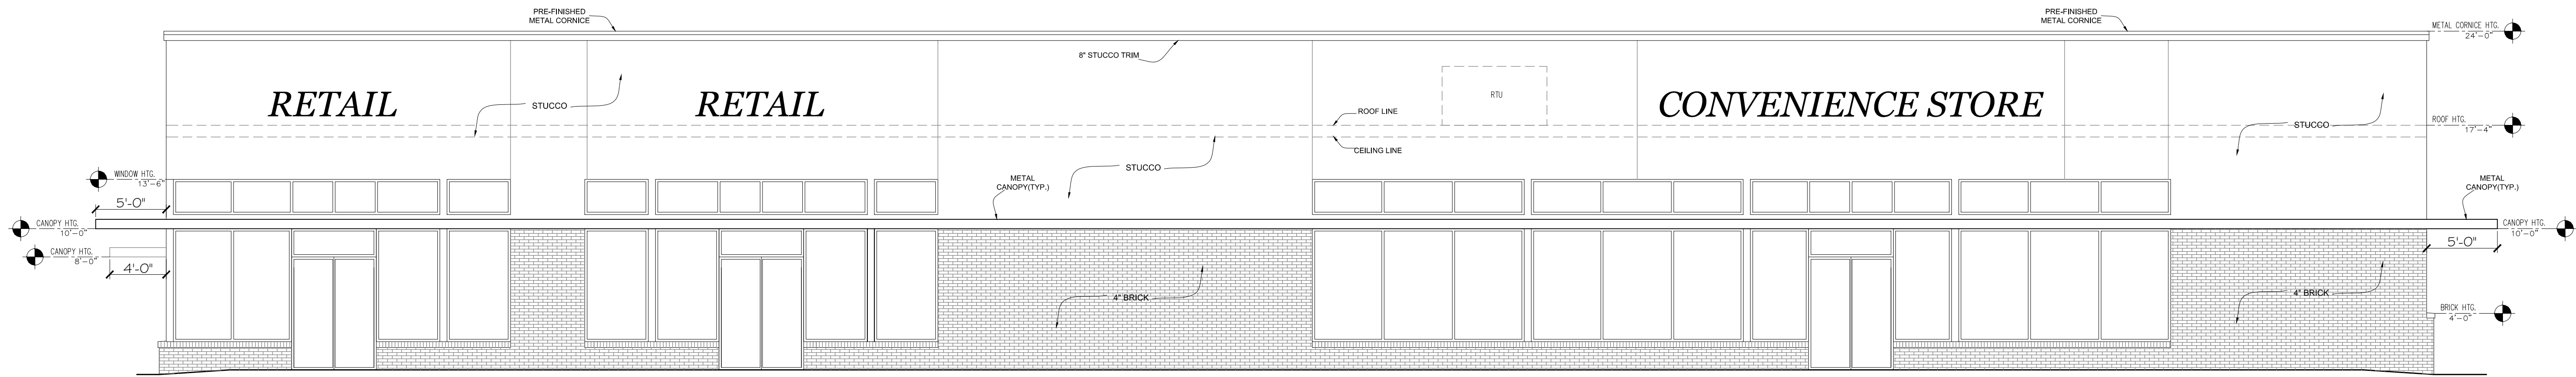 PRE-FINISHED
METAL CORNICE
PRE-FINISHED
METAL CORNICE
METAL CORNICE HTG.
24'-0"
8" STUCCO TRIM
RETAIL
STUCCO
RETAIL
RTU
CONVENIENCE STORE
ROOF LINE
STUCCO
ROOF HTG.
17'-4"
CEILING LINE
STUCCO
WINDOW HTG.
13'-6"
METAL
CANOPY(TYP.)
METAL
CANOPY(TYP.)
5'-0"
CANOPY HTG.
10'-0"
CANOPY HTG.
10'-0"
CANOPY HTG.
8'-0"
5'-0"
4'-0"
4" BRICK
4" BRICK
BRICK HTG.
4'-0"